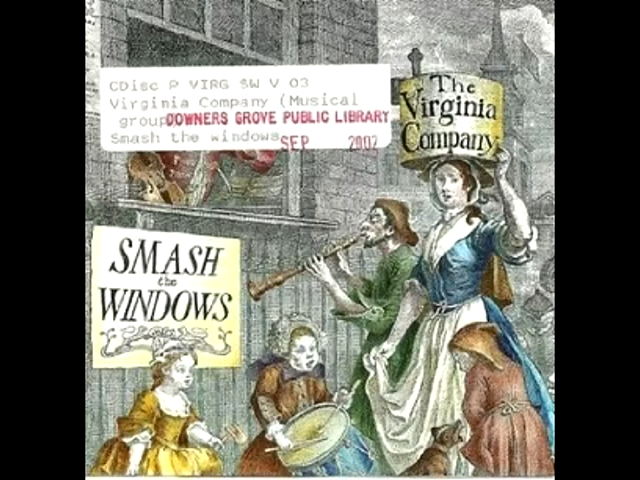 CDisc P VIRG SW V 03
Virginia Company (Musical
group
DOWNERS GROVE PUBLIC LIBRARY
Smash the windows
SEP 2002
The
Virginia
Company
SMASH
the
WINDOWS